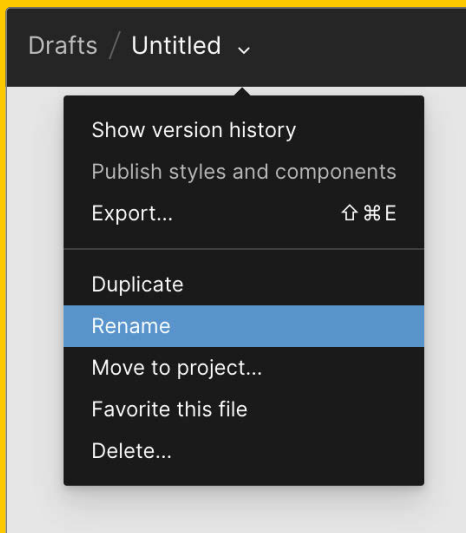 Drafts / Untitled
Show version history
Publish styles and components
Export... ⇧⌘E
Duplicate
Rename
Move to project...
Favorite this file
Delete...